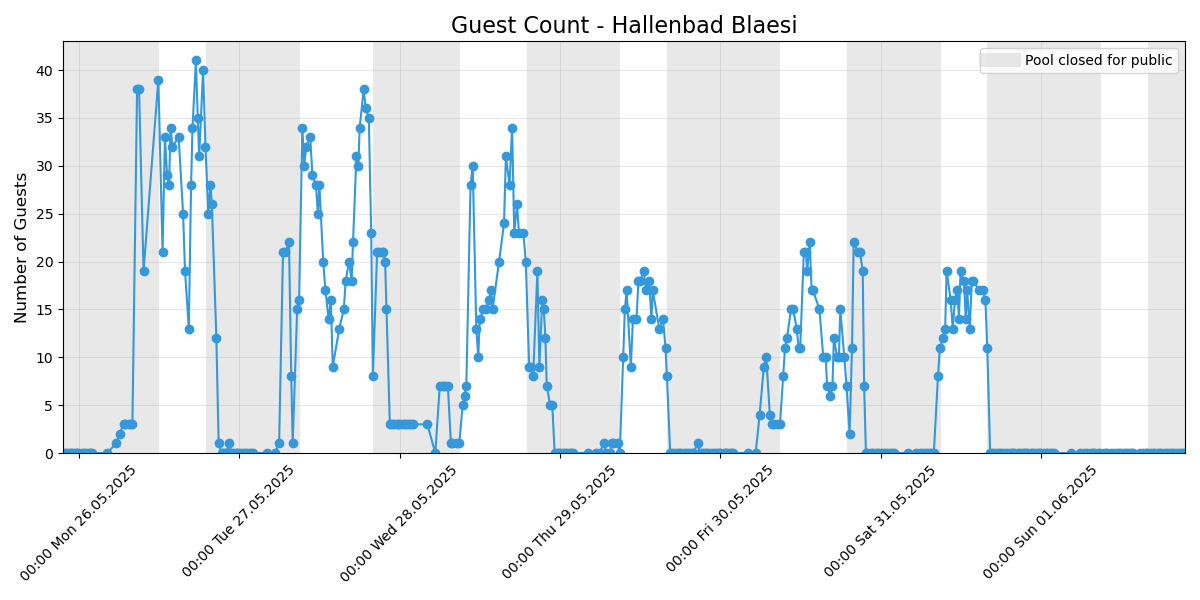 Guest Count - Hallenbad Blaesi
Pool closed for public
Number of Guests
40
35
30
25
20
15
10
5
0
00:00 Mon 26.05.2025
00:00 Tue 27.05.2025
00:00 Wed 28.05.2025
00:00 Thu 29.05.2025
00:00 Fri 30.05.2025
00:00 Sat 31.05.2025
00:00 Sun 01.06.2025